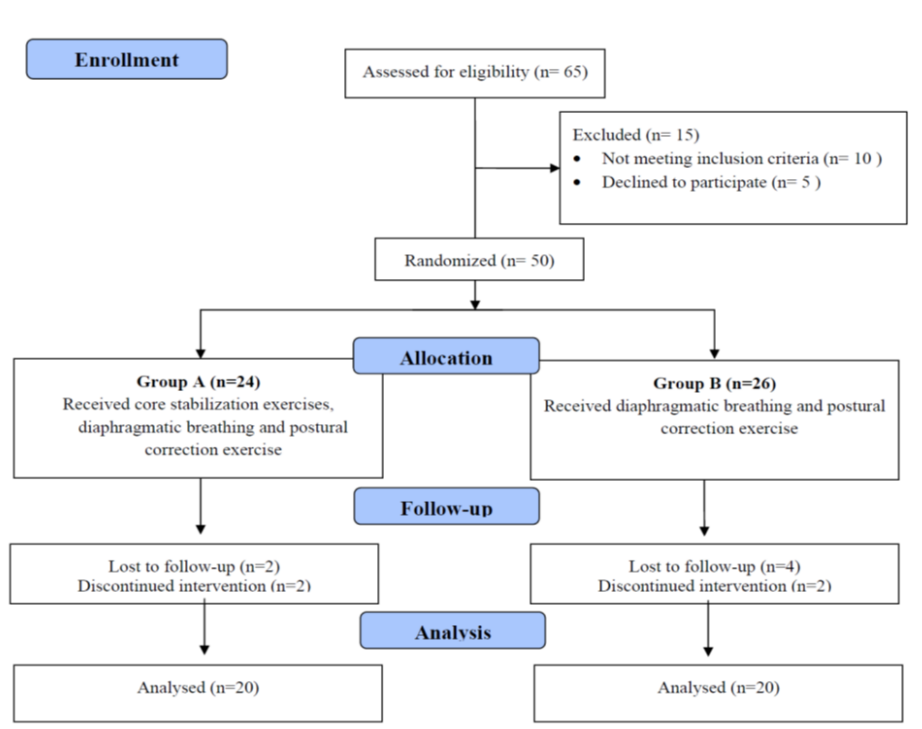 Enrollment
Assessed for eligibility (n= 65)
Excluded (n= 15)
• Not meeting inclusion criteria (n= 10 )
• Declined to participate (n= 5 )
Randomized (n= 50)
Allocation
Group A (n=24)
Received core stabilization exercises,
diaphragmatic breathing and postural
correction exercise
Group B (n=26)
Received diaphragmatic breathing and postural
correction exercise
Follow-up
Lost to follow-up (n=2)
Discontinued intervention (n=2)
Lost to follow-up (n=4)
Discontinued intervention (n=2)
Analysis
Analysed (n=20)
Analysed (n=20)